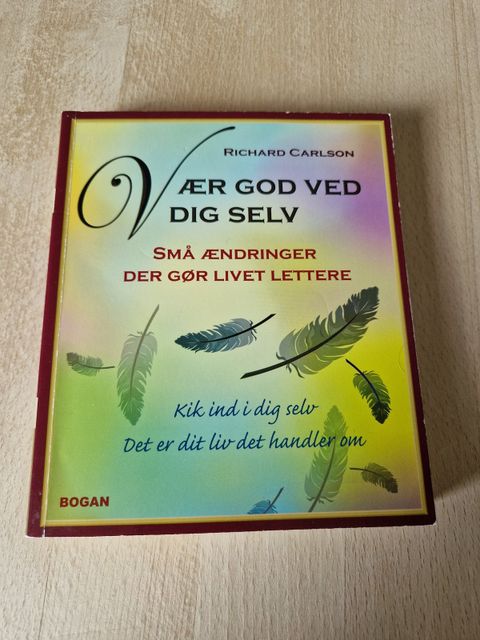 RICHARD CARLSON
VÆR GOD VED
DIG SELV
SMÅ ÆNDRINGER
DER GØR LIVET LETTERE
Kik ind i dig selv
Det er dit liv det handler om
BOGAN